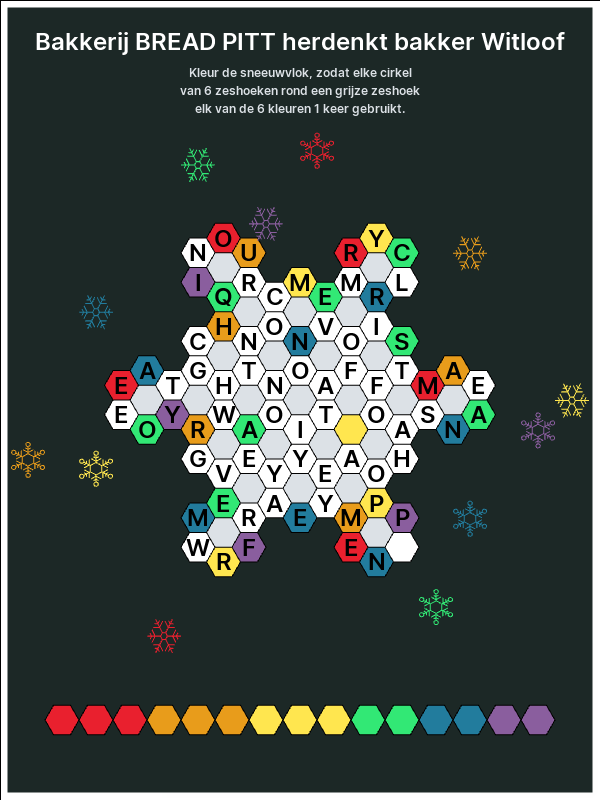 Bakkerij BREAD PITT herdenkt bakker Witloof
Kleur de sneeuwvlok, zodat elke cirkel
van 6 zeshoeken rond een grijze zeshoek
elk van de 6 kleuren 1 keer gebruikt.
O Y
N U R C
I R M M L
Q C E R
H O V I
C N N O S
A G T O F T A
E T H N A F M E
E Y W O T O S A
O R A I A N
G E Y A H
V Y E O
E A Y P
M R E M P
W F E
R N